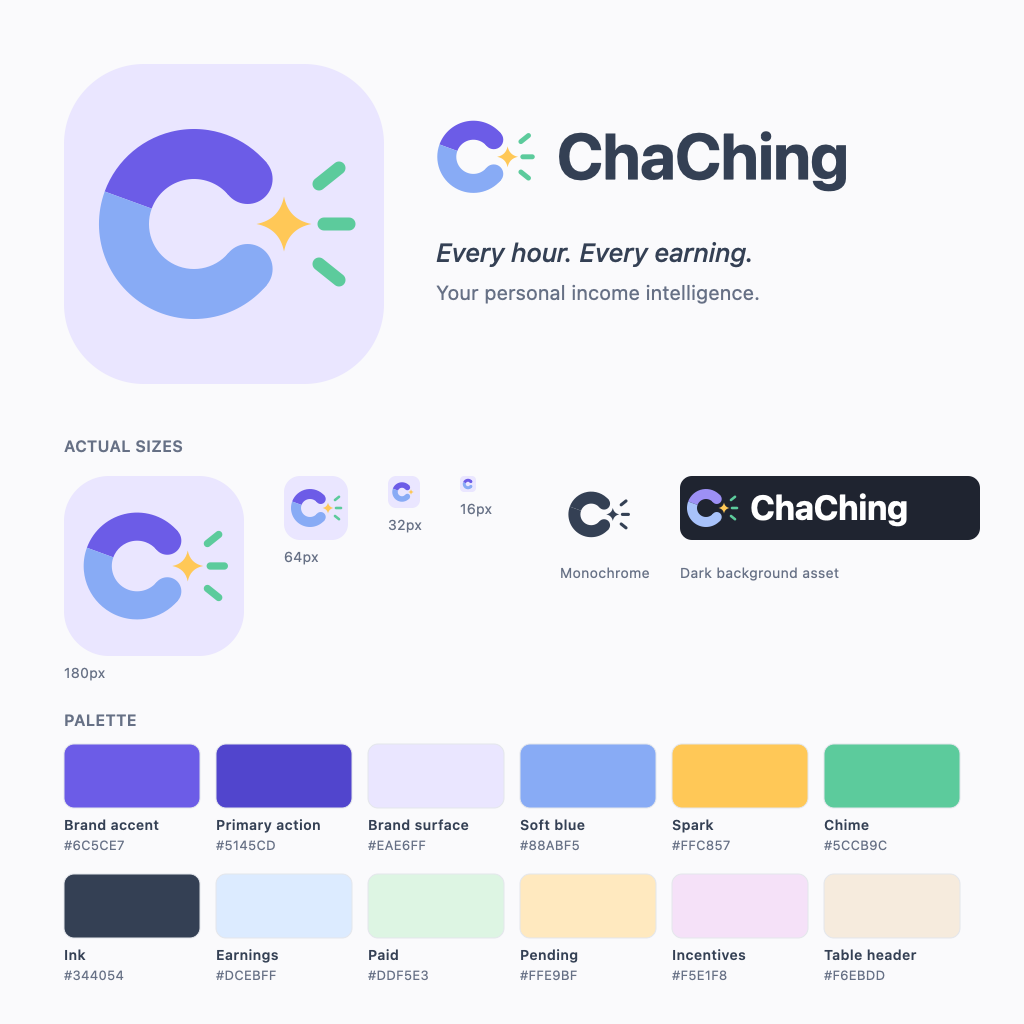 ChaChing
Every hour. Every earning.
Your personal income intelligence.
ACTUAL SIZES
180px
64px
32px
16px
Monochrome
ChaChing
Dark background asset
PALETTE
Brand accent
#6C5CE7
Primary action
#5145CD
Brand surface
#EAE6FF
Soft blue
#88ABF5
Spark
#FFC857
Chime
#5CCB9C
Ink
#344054
Earnings
#DCEBFF
Paid
#DDF5E3
Pending
#FFE9BF
Incentives
#F5E1F8
Table header
#F6EBDD